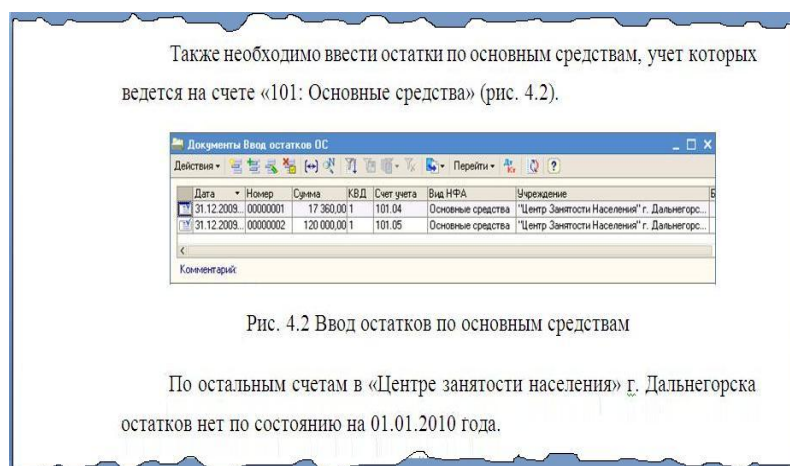 Также необходимо ввести остатки по основным средствам, учет которых
ведется на счете «101: Основные средства» (рис. 4.2).
Документы Ввод остатков ОС
Действия Перейти
Дата Номер Сумма КВД Счет учета Вид НФА Учреждение Б
31.12.2009... 00000001 17 360,00 1 101.04 Основные средства "Центр Занятости Населения" г. Дальнегорс...
31.12.2009... 00000002 120 000,00 1 101.05 Основные средства "Центр Занятости Населения" г. Дальнегорс...
Комментарий:
Рис. 4.2 Ввод остатков по основным средствам
По остальным счетам в «Центре занятости населения» г. Дальнегорска
остатков нет по состоянию на 01.01.2010 года.